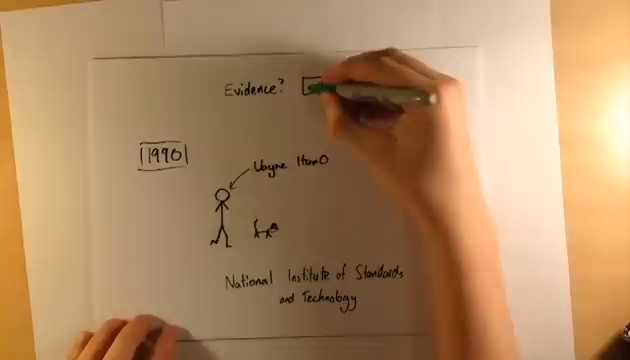 Evidence?
1990
Wayne Itano
National Institute of Standards
and Technology